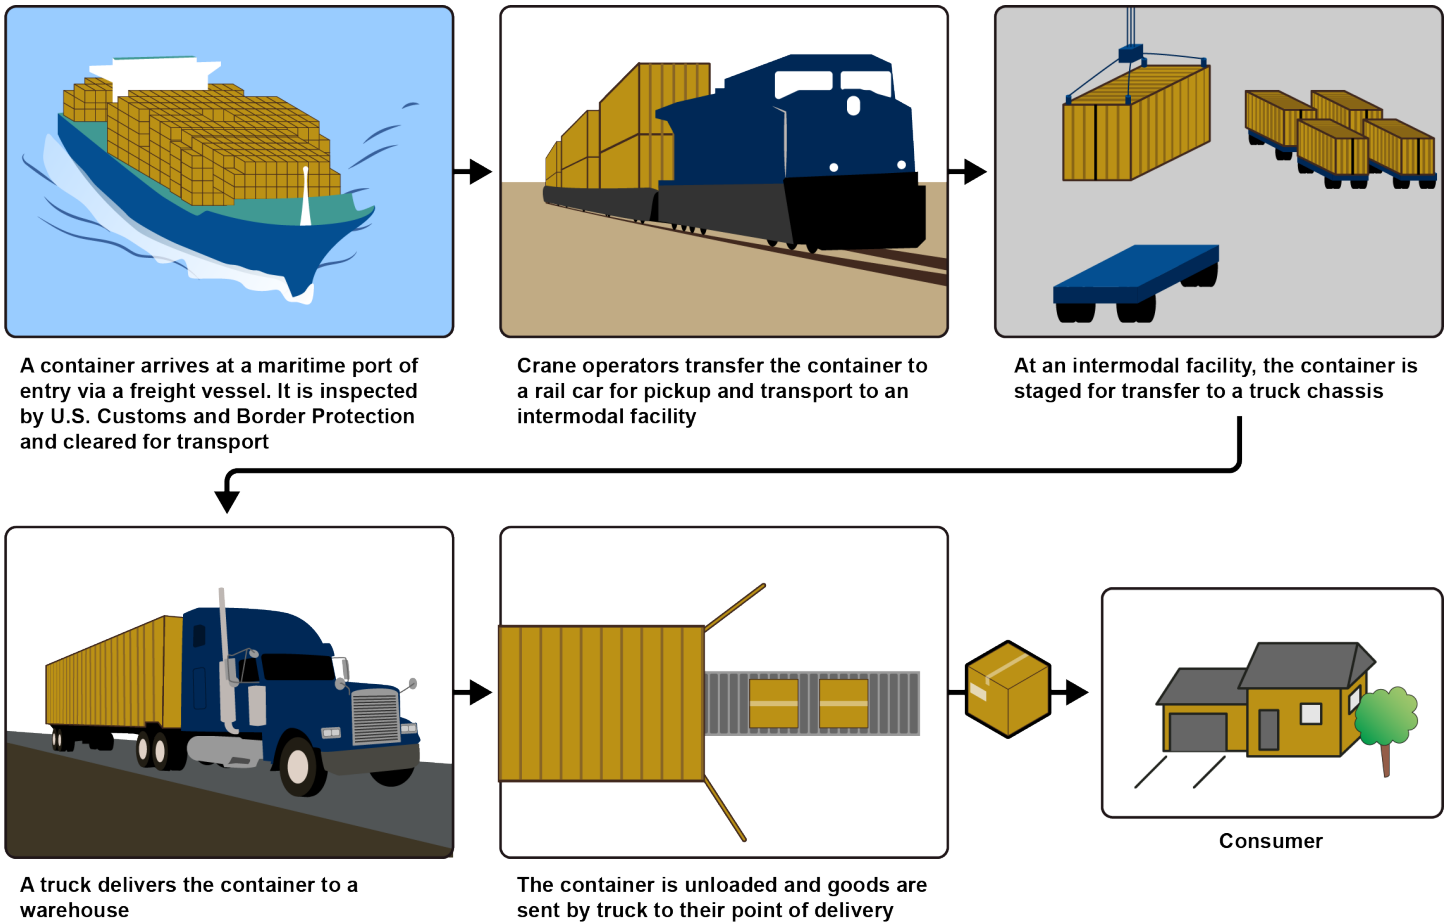 A container arrives at a maritime port of
entry via a freight vessel. It is inspected
by U.S. Customs and Border Protection
and cleared for transport
Crane operators transfer the container to
a rail car for pickup and transport to an
intermodal facility
At an intermodal facility, the container is
staged for transfer to a truck chassis
A truck delivers the container to a
warehouse
The container is unloaded and goods are
sent by truck to their point of delivery
Consumer